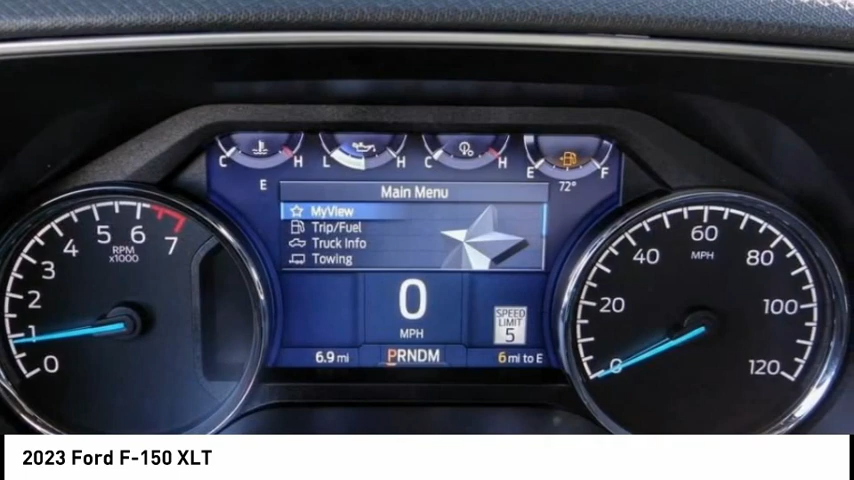 C H L H C H E F
E 72°
Main Menu
MyView
Trip/Fuel
Truck Info
Towing
0
MPH
SPEED
LIMIT
5
6.9 mi PRNDM 6 mi to E
0 1 2 3 4 5 6 7
RPM
x1000
0 20 40 60 80 100 120
MPH
2023 Ford F-150 XLT